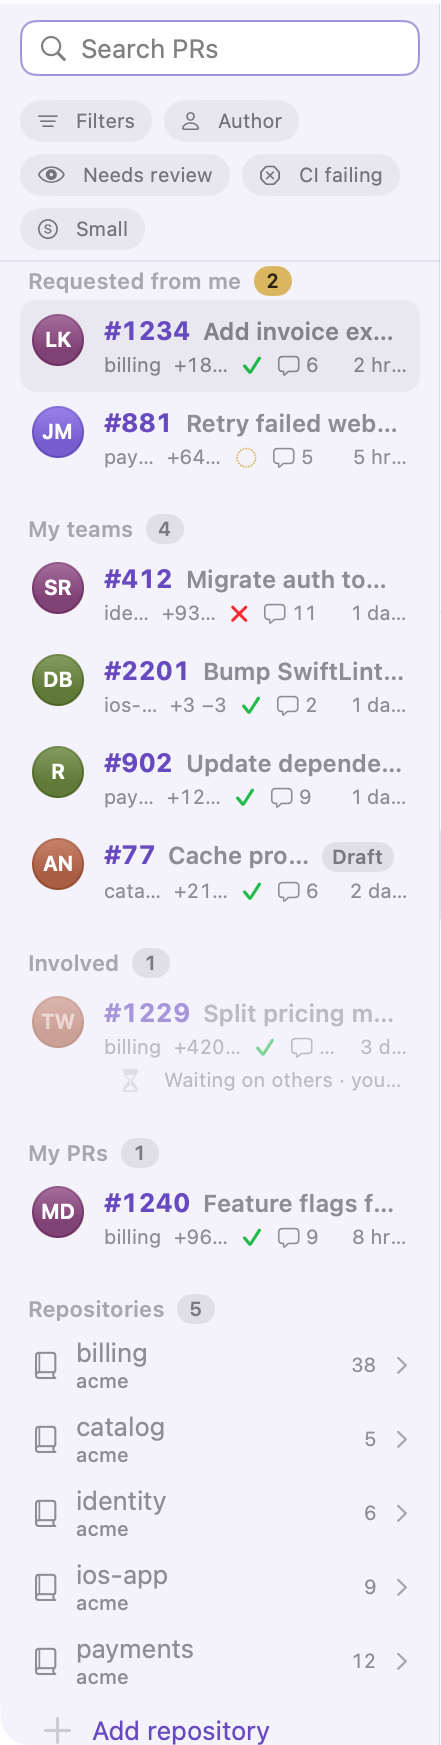 Search PRs
Filters
Author
Needs review
CI failing
S
Small
Requested from me 2
LK
#1234 Add invoice ex...
billing +18... 6 2 hr...
JM
#881 Retry failed web...
pay... +64... 5 5 hr...
My teams 4
SR
#412 Migrate auth to...
ide... +93... 11 1 da...
DB
#2201 Bump SwiftLint...
ios-... +3 −3 2 1 da...
R
#902 Update depende...
pay... +12... 9 1 da...
AN
#77 Cache pro... Draft
cata... +21... 6 2 da...
Involved 1
TW
#1229 Split pricing m...
billing +420... ... 3 d...
Waiting on others · you...
My PRs 1
MD
#1240 Feature flags f...
billing +96... 9 8 hr...
Repositories 5
billing
acme
38
catalog
acme
5
identity
acme
6
ios-app
acme
9
payments
acme
12
Add repository